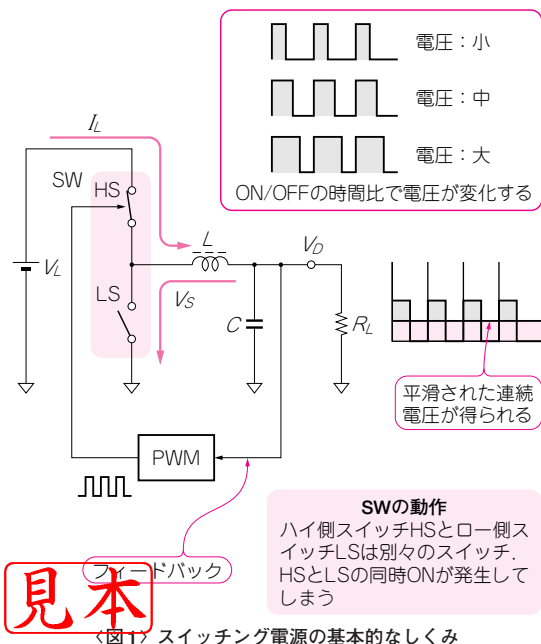 電圧:小
電圧:中
電圧:大
ON/OFFの時間比で電圧が変化する
I_L
SW
HS
L
V_D
V_L
LS
V_S
C
R_L
平滑された連続
電圧が得られる
PWM
フィードバック
SWの動作
ハイ側スイッチHSとロー側ス
イッチLSは別々のスイッチ.
HSとLSの同時ONが発生して
しまう
見本
〈図1〉スイッチング電源の基本的なしくみ